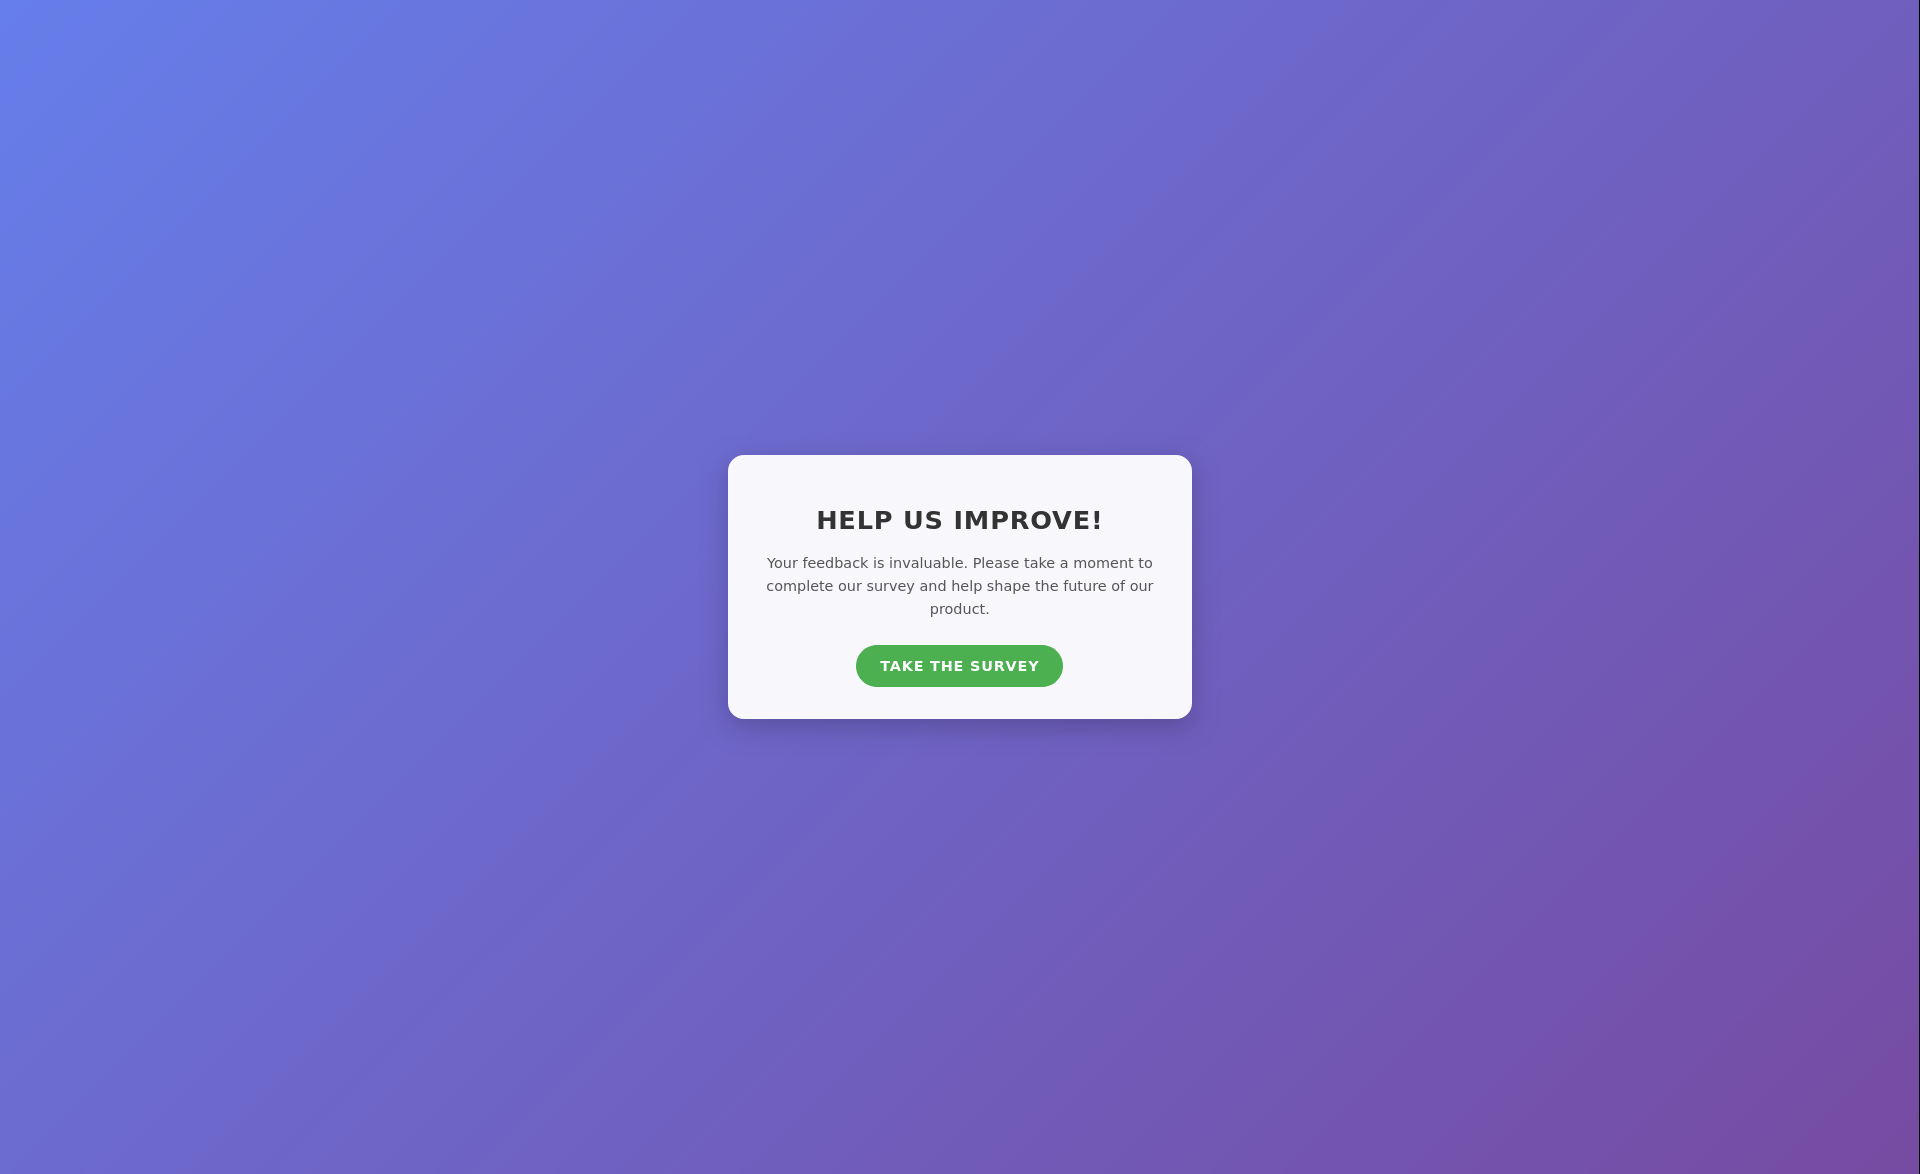 HELP US IMPROVE!
Your feedback is invaluable. Please take a moment to
complete our survey and help shape the future of our
product.
TAKE THE SURVEY